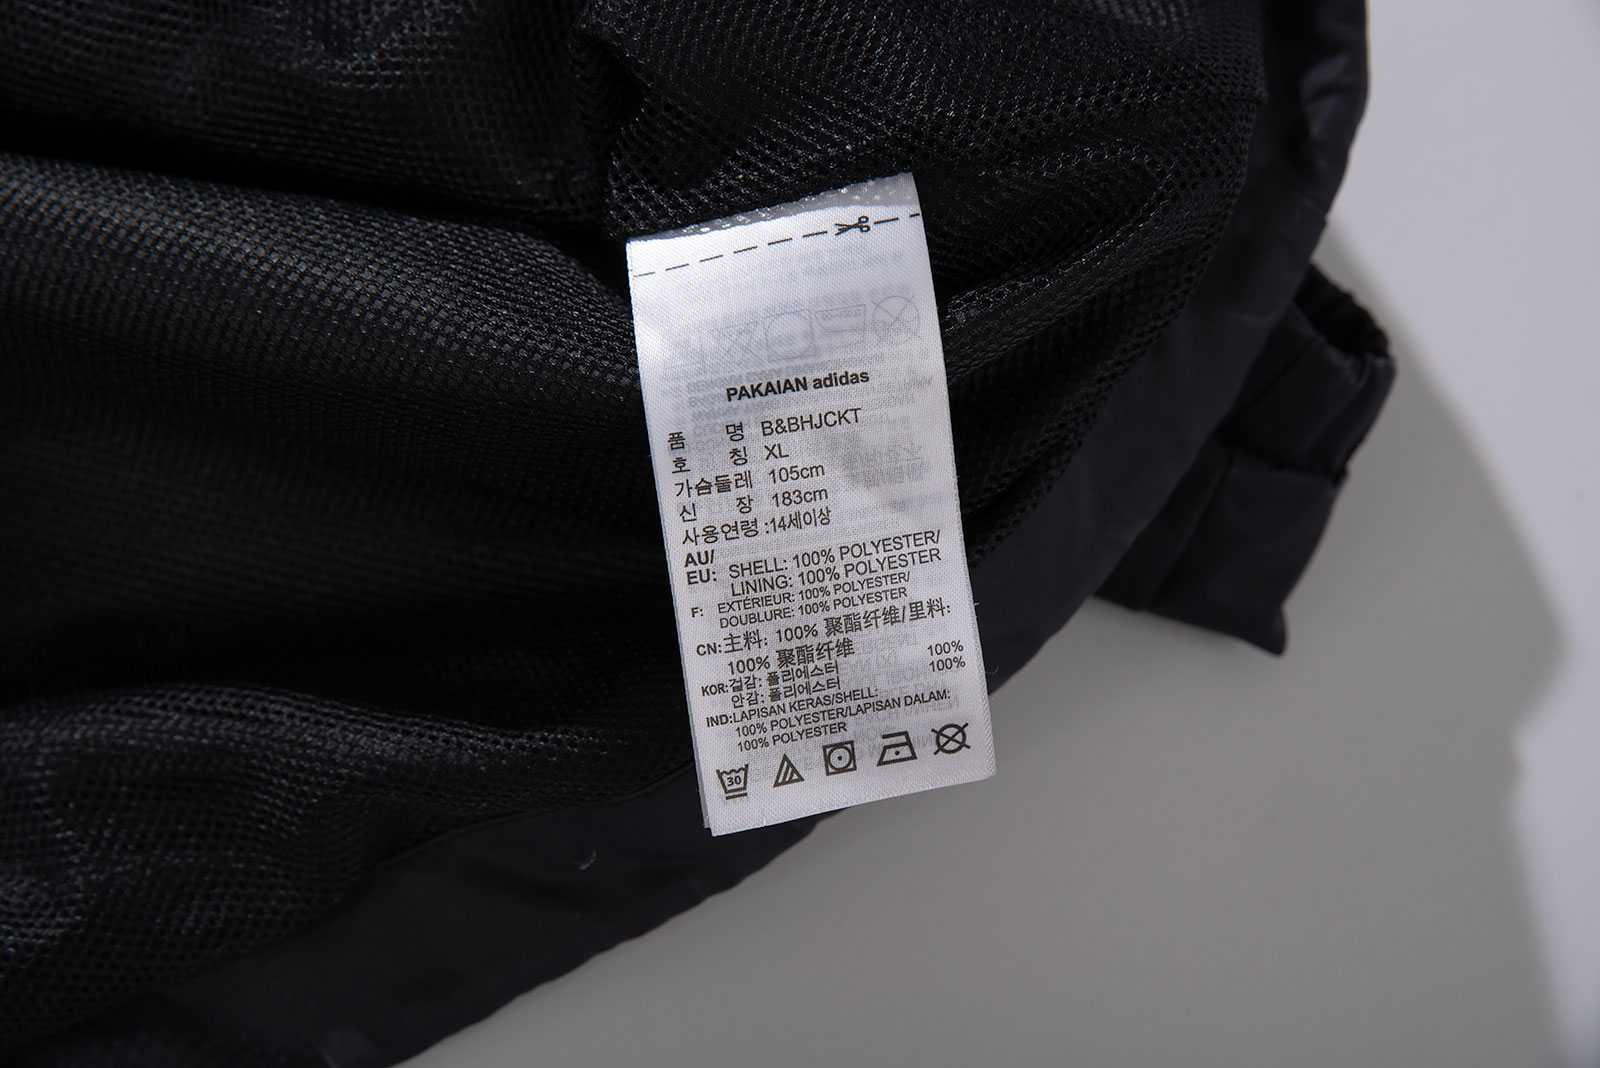 PAKAIAN adidas
품 명 B&BHJCKT
호 칭 XL
가슴둘레 105cm
신 장 183cm
사용연령 :14세이상
AU/
EU: SHELL: 100% POLYESTER/
LINING: 100% POLYESTER
F: EXTÉRIEUR: 100% POLYESTER/
DOUBLURE: 100% POLYESTER
CN:主料: 100% 聚酯纤维/里料:
100% 聚酯纤维
KOR:겉감: 폴리에스터 100%
안감: 폴리에스터 100%
IND:LAPISAN KERAS/SHELL:
100% POLYESTER/LAPISAN DALAM:
100% POLYESTER
30